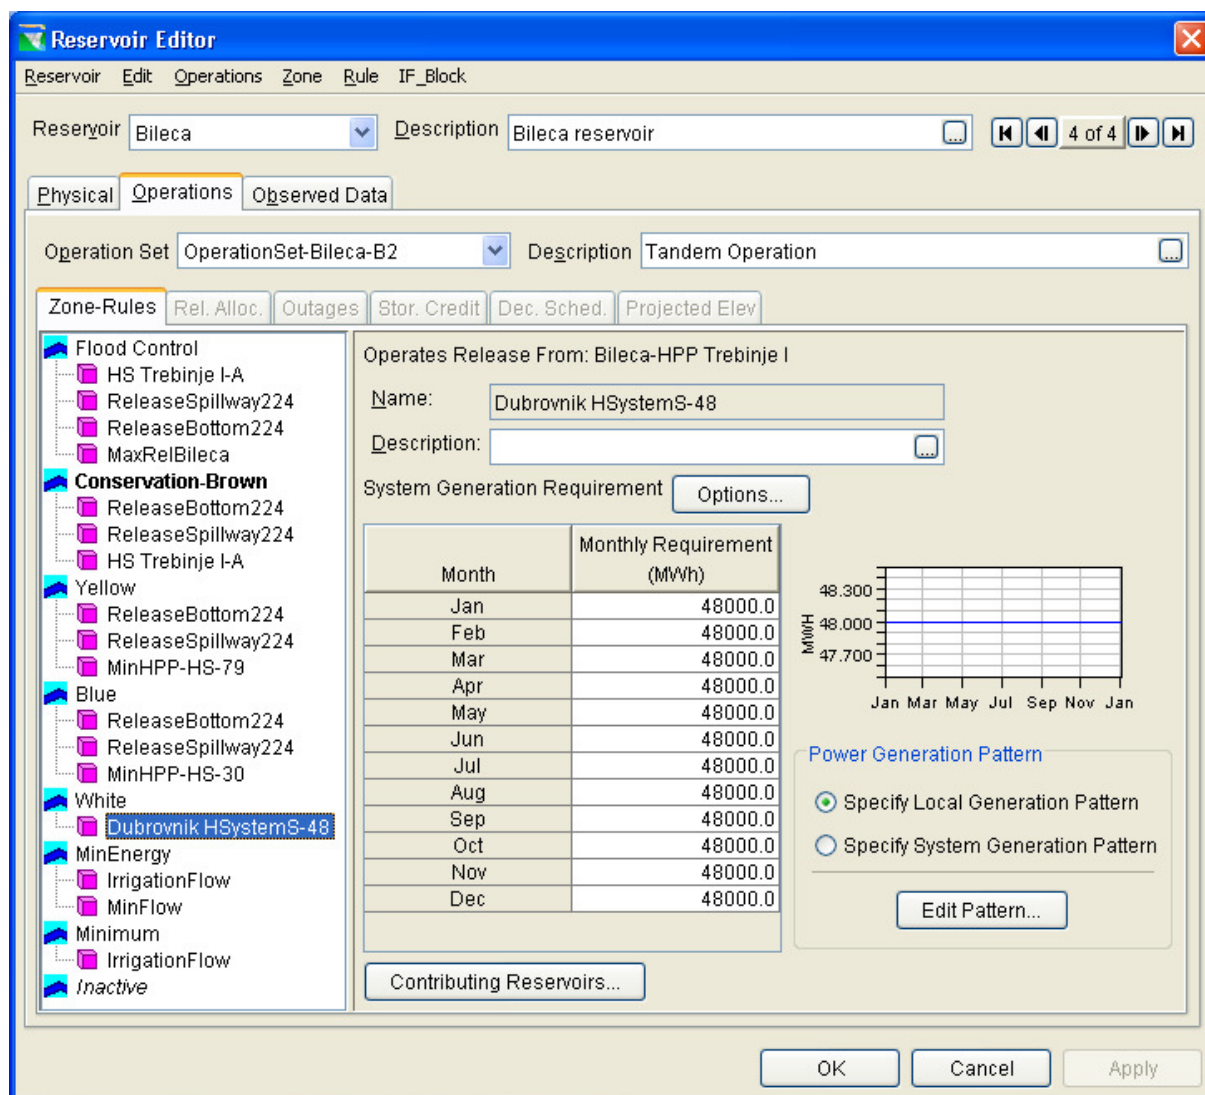 Reservoir Editor
Reservoir Edit Operations Zone Rule IF_Block
Reservoir Bileca Description Bileca reservoir ... 4 of 4
Physical Operations Observed Data
Operation Set OperationSet-Bileca-B2 Description Tandem Operation ...
Zone-Rules Rel. Alloc. Outages Stor. Credit Dec. Sched. Projected Elev
Flood Control
HS Trebinje I-A
ReleaseSpillway224
ReleaseBottom224
MaxRelBileca
Conservation-Brown
ReleaseBottom224
ReleaseSpillway224
HS Trebinje I-A
Yellow
ReleaseBottom224
ReleaseSpillway224
MinHPP-HS-79
Blue
ReleaseBottom224
ReleaseSpillway224
MinHPP-HS-30
White
Dubrovnik HSystemS-48
MinEnergy
IrrigationFlow
MinFlow
Minimum
IrrigationFlow
Inactive
Operates Release From: Bileca-HPP Trebinje I
Name: Dubrovnik HSystemS-48
Description: ...
System Generation Requirement Options...
Month Monthly Requirement (MWh)
Jan 48000.0
Feb 48000.0
Mar 48000.0
Apr 48000.0
May 48000.0
Jun 48000.0
Jul 48000.0
Aug 48000.0
Sep 48000.0
Oct 48000.0
Nov 48000.0
Dec 48000.0
MWH
48.300
48.000
47.700
Jan Mar May Jul Sep Nov Jan
Power Generation Pattern
Specify Local Generation Pattern
Specify System Generation Pattern
Edit Pattern...
Contributing Reservoirs...
OK Cancel Apply